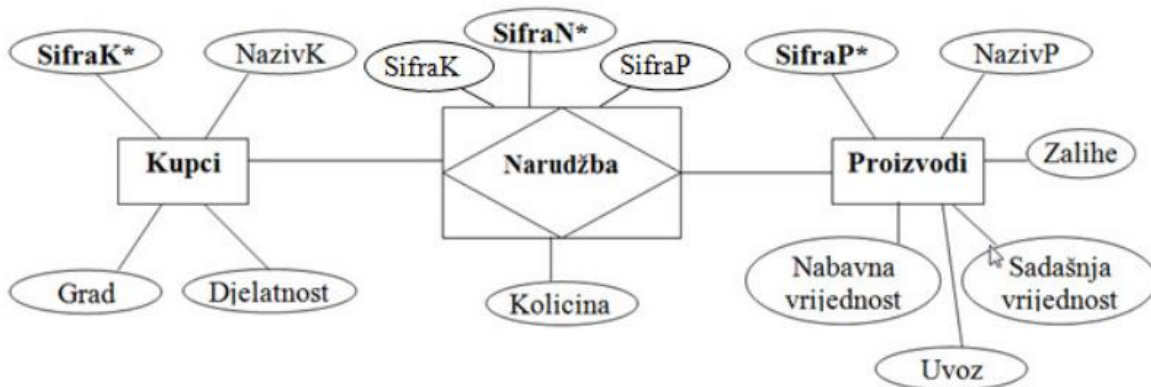 SifraK*
NazivK
SifraK
SifraN*
SifraP
SifraP*
NazivP
Kupci
Narudžba
Proizvodi
Zalihe
Grad
Djelatnost
Kolicina
Nabavna
vrijednost
Sadašnja
vrijednost
Uvoz